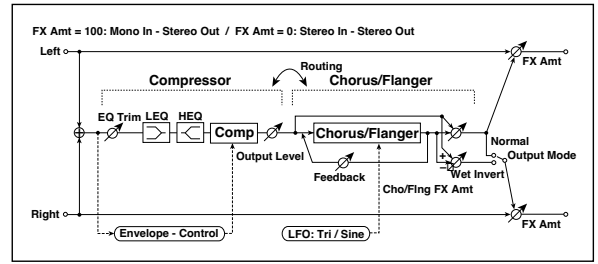 FX Amt = 100: Mono In - Stereo Out / FX Amt = 0: Stereo In - Stereo Out
Left
FX Amt
Routing
Compressor
Chorus/Flanger
EQ Trim
LEQ
HEQ
Comp
Chorus/Flanger
Normal
Output Mode
Output Level
+
-
Wet Invert
Feedback
Cho/Flng FX Amt
Right
FX Amt
Envelope - Control
LFO: Tri / Sine